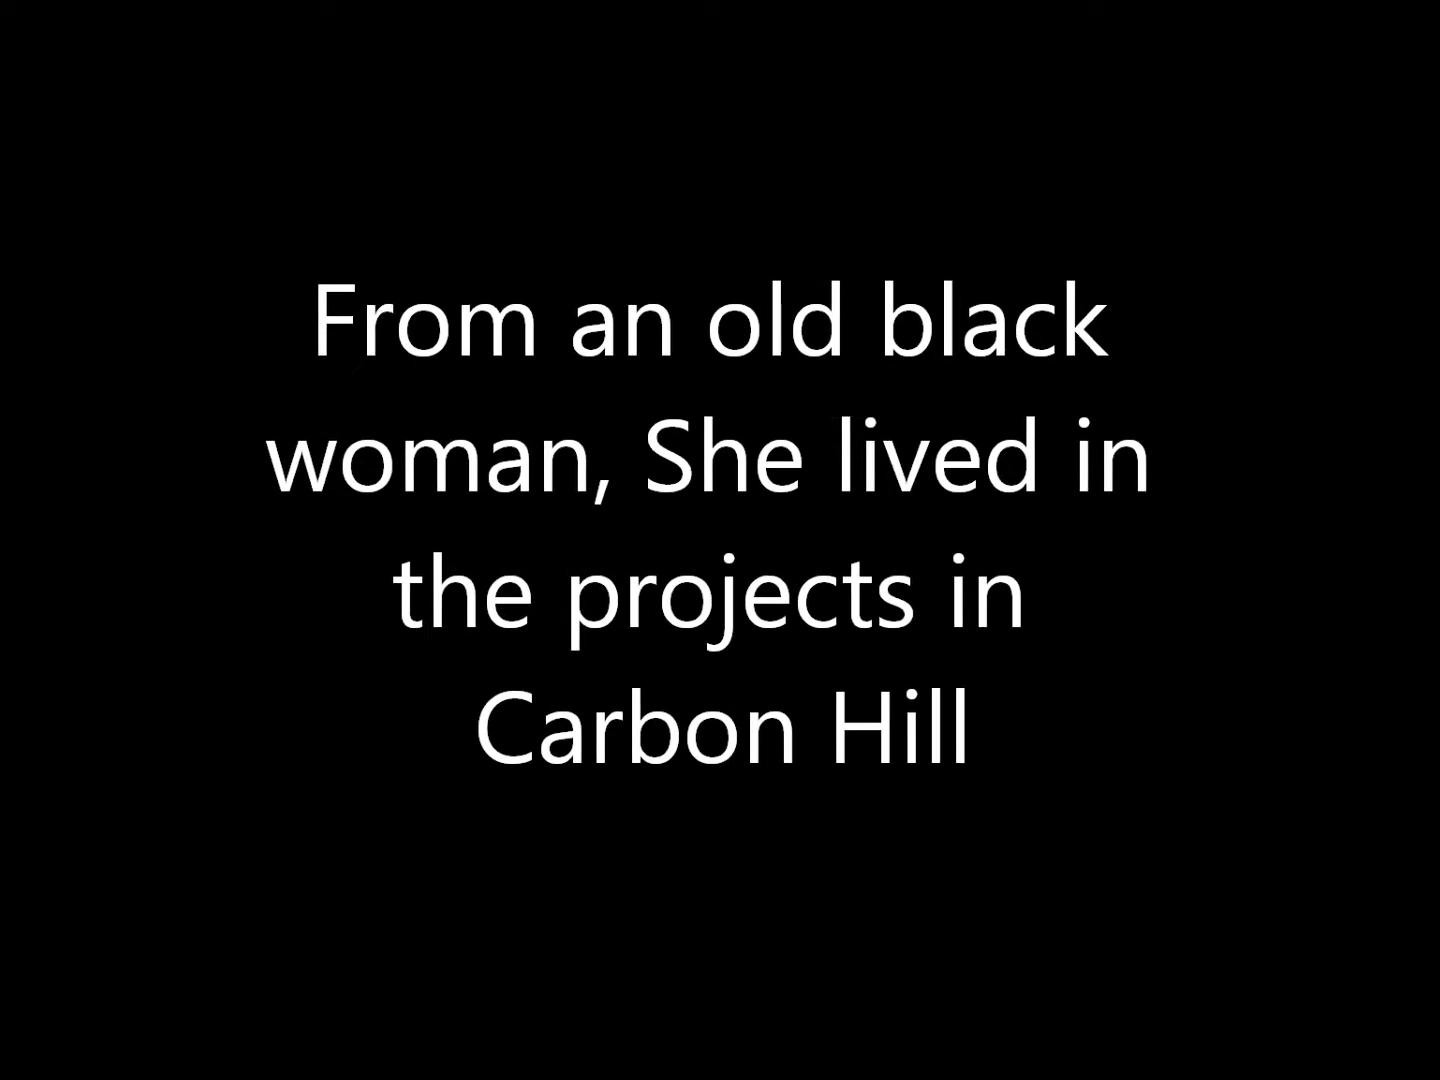 From an old black
woman, She lived in
the projects in
Carbon Hill